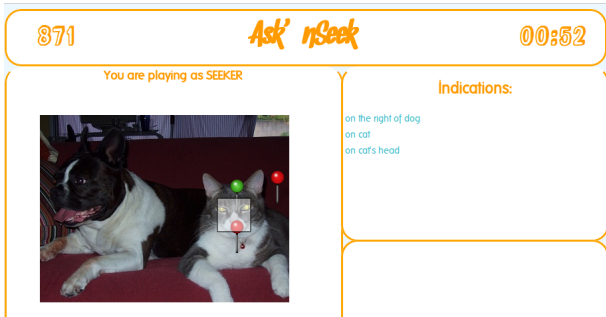 871
Ask' nSeek
00:52
You are playing as SEEKER
Indications:
on the right of dog
on cat
on cat's head